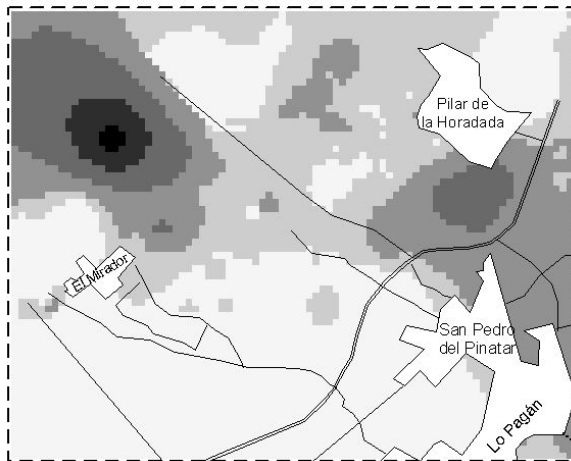 Pilar de
la Horadada
El Mirador
San Pedro
del Pinatar
Lo Pagán